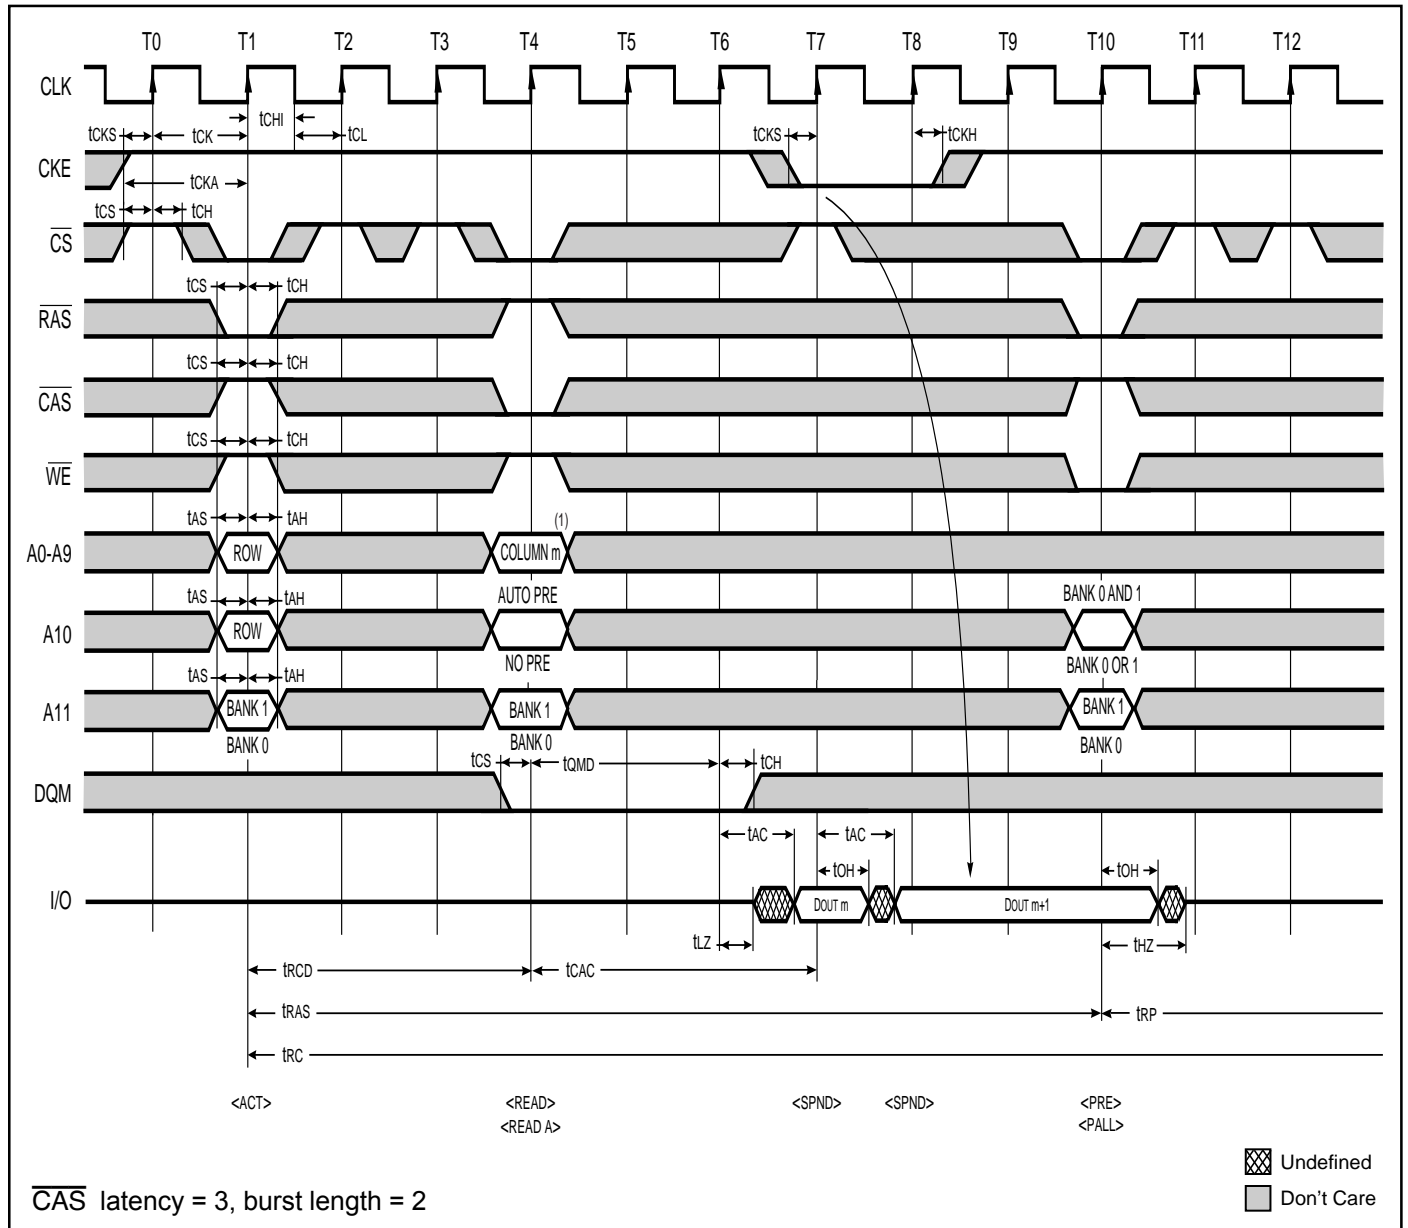 T0 T1 T2 T3 T4 T5 T6 T7 T8 T9 T10 T11 T12
CLK
tCHI
tCKS tCK tCL tCKS tCKH
CKE
tCKA
tCS tCH
CS
tCS tCH
RAS
tCS tCH
CAS
tCS tCH
WE
tAS tAH (1)
A0-A9 ROW COLUMN m
tAS tAH AUTO PRE BANK 0 AND 1
A10 ROW
NO PRE BANK 0 OR 1
tAS tAH
A11 BANK 1 BANK 1 BANK 1
BANK 0 BANK 0 BANK 0
tCS tQMD tCH
DQM
tAC tAC
tOH tOH
I/O DOUT m DOUT m+1
tLZ tHZ
tRCD tCAC
tRAS tRP
tRC
<ACT> <READ> <SPND> <SPND> <PRE>
<READ A> <PALL>
Undefined
CAS latency = 3, burst length = 2 Don't Care